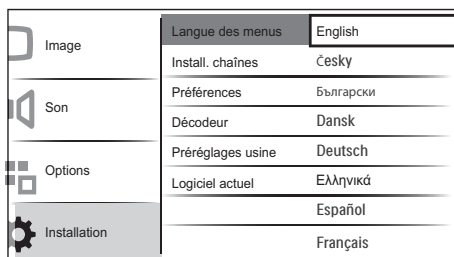 Image
Son
Options
Installation
Langue des menus
Install. chaînes
Préférences
Décodeur
Préréglages usine
Logiciel actuel
English
Česky
Български
Dansk
Deutsch
Ελληνικά
Español
Français